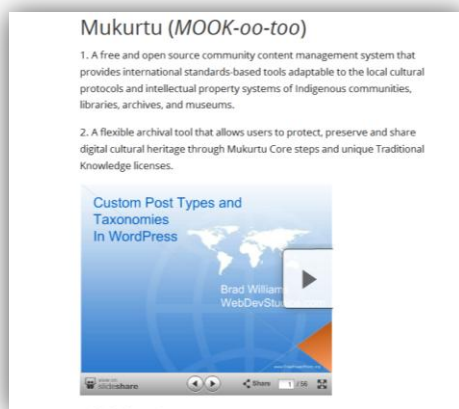 Mukurtu (MOOK-oo-too)
1. A free and open source community content management system that
provides international standards-based tools adaptable to the local cultural
protocols and intellectual property systems of Indigenous communities,
libraries, archives, and museums.
2. A flexible archival tool that allows users to protect, preserve and share
digital cultural heritage through Mukurtu Core steps and unique Traditional
Knowledge licenses.
Custom Post Types and
Taxonomies
In WordPress
Brad William
WebDevStu
slideshare
Share 1 / 56